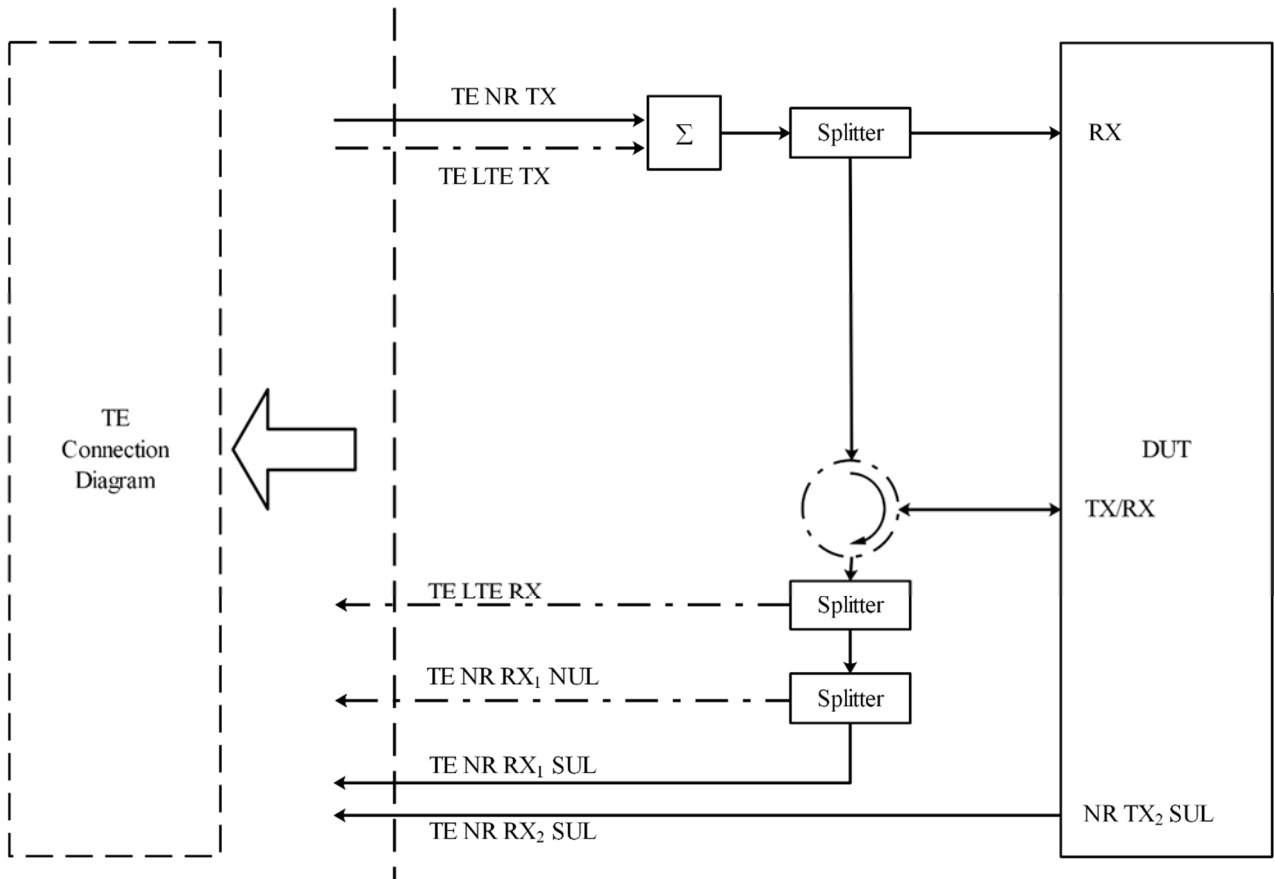 TE NR TX
TE LTE TX
Σ
Splitter
RX
TE
Connection
Diagram
DUT
TX/RX
TE LTE RX
Splitter
TE NR RX₁ NUL
Splitter
TE NR RX₁ SUL
TE NR RX₂ SUL
NR TX₂ SUL